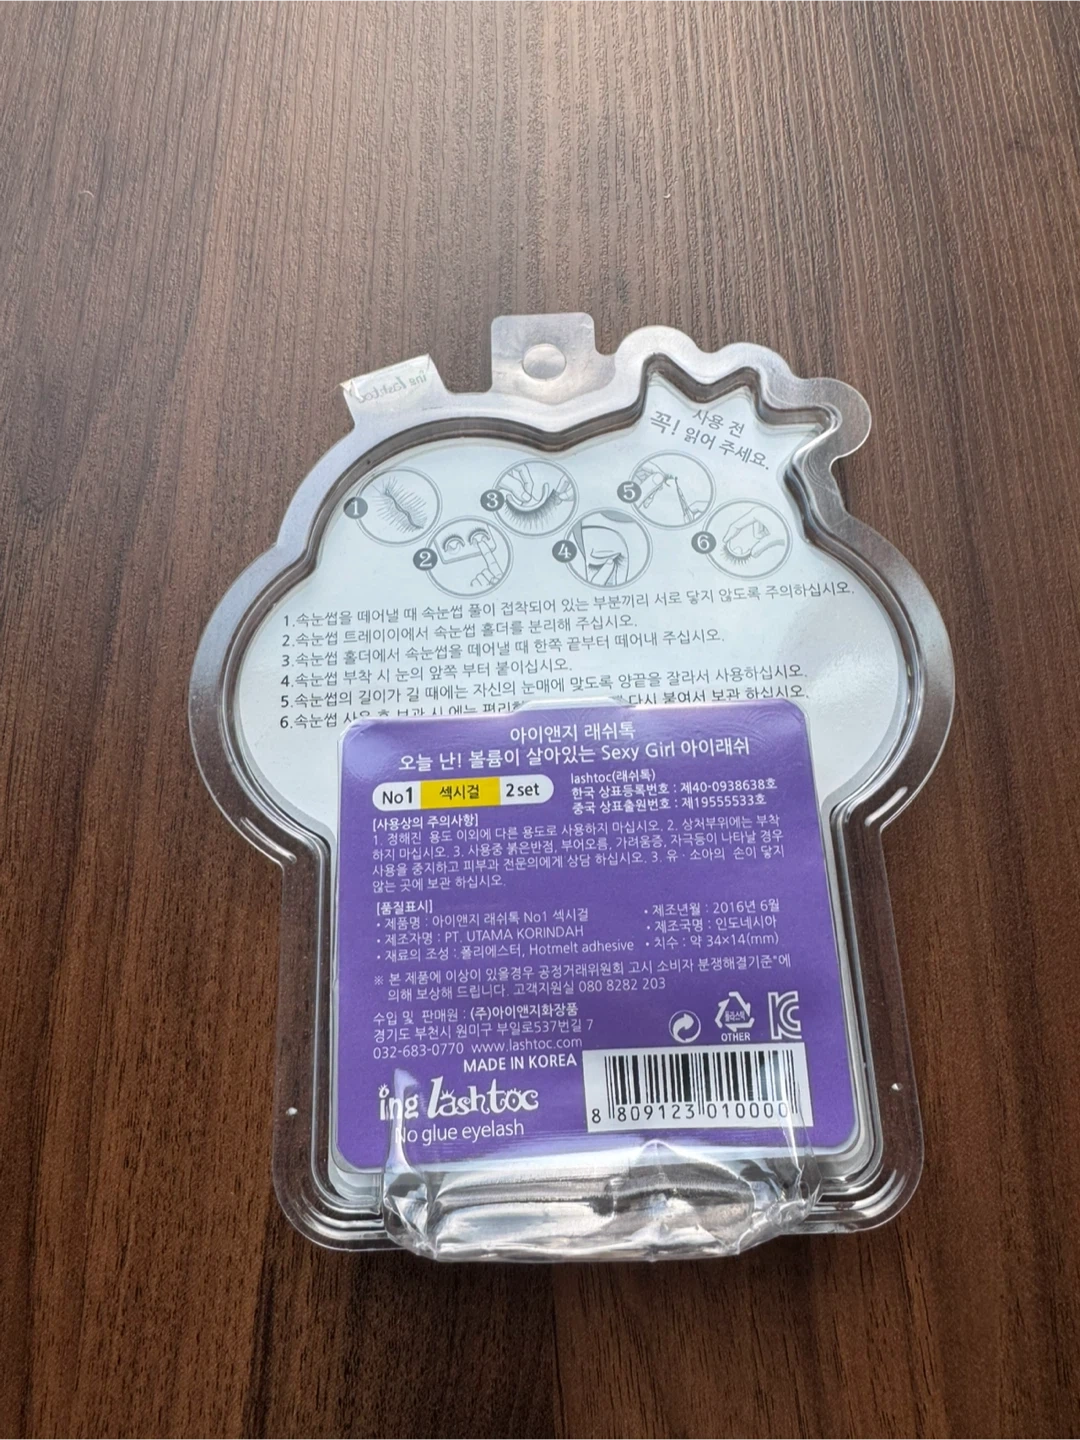 ing lashtoc
사용 전
꼭! 읽어 주세요.
1
2
3
4
5
6
1.속눈썹을 떼어낼 때 속눈썹 풀이 접착되어 있는 부분끼리 서로 닿지 않도록 주의하십시오.
2.속눈썹 트레이이에서 속눈썹 홀더를 분리해 주십시오.
3.속눈썹 홀더에서 속눈썹을 떼어낼 때 한쪽 끝부터 떼어내 주십시오.
4.속눈썹 부착 시 눈의 앞쪽 부터 붙이십시오.
5.속눈썹의 길이가 길 때에는 자신의 눈매에 맞도록 양끝을 잘라서 사용하십시오.
6.속눈썹 사용 후 보관 시 에는 다시 붙여서 보관 하십시오.
아이앤지 래쉬톡
오늘 난! 볼륨이 살아있는 Sexy Girl 아이래쉬
No1 섹시걸 2set
lashtoc(래쉬톡)
한국 상표등록번호 : 제40-0938638호
중국 상표출원번호 : 제19555533호
[사용상의 주의사항]
1. 정해진 용도 이외에 다른 용도로 사용하지 마십시오. 2. 상처부위에는 부착
하지 마십시오. 3. 사용중 붉은반점, 부어오름, 가려움증, 자극등이 나타날 경우
사용을 중지하고 피부과 전문의에게 상담 하십시오. 3. 유 · 소아의 손이 닿지
않는 곳에 보관 하십시오.
[품질표시]
• 제품명 : 아이앤지 래쉬톡 No1 섹시걸
• 제조자명 : PT. UTAMA KORINDAH
• 재료의 조성 : 폴리에스터, Hotmelt adhesive
• 제조년월 : 2016년 6월
• 제조국명 : 인도네시아
• 치수 : 약 34×14(mm)
※ 본 제품에 이상이 있을경우 공정거래위원회 고시 소비자 분쟁해결기준"에
의해 보상해 드립니다. 고객지원실 080 8282 203
수입 및 판매원 : (주)아이앤지화장품
경기도 부천시 원미구 부일로537번길 7
032-683-0770 www.lashtoc.com
플라스틱
OTHER
MADE IN KOREA
ing lashtoc
No glue eyelash
8 809123 010000